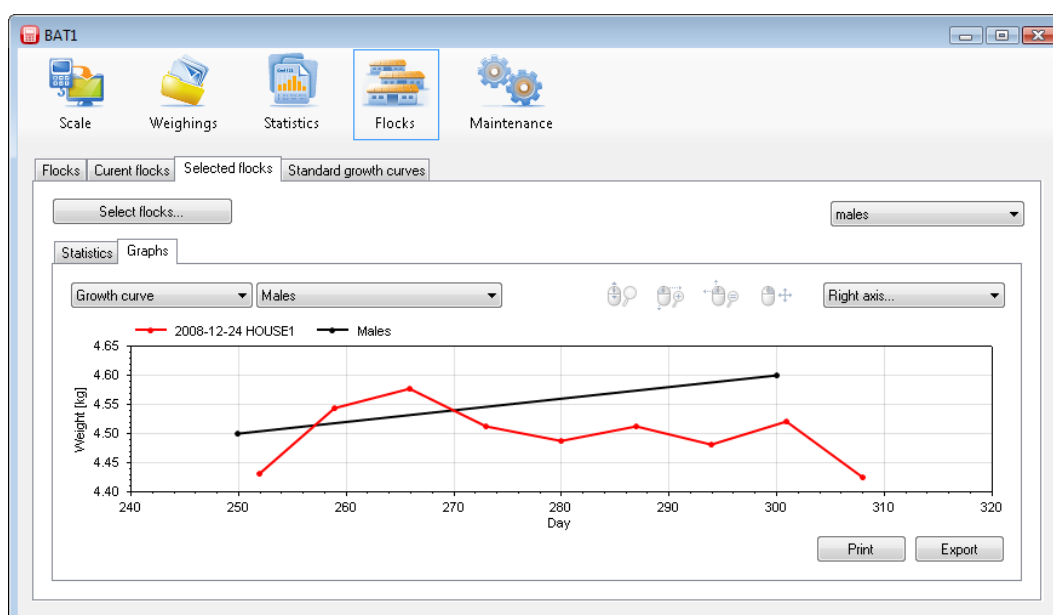 BAT1
Scale Weighings Statistics Flocks Maintenance
Flocks Curent flocks Selected flocks Standard growth curves
Select flocks... males
Statistics Graphs
Growth curve Males Right axis...
2008-12-24 HOUSE1 Males
4.65
4.60
4.55
4.50
4.45
4.40
Weight [kg]
240 250 260 270 280 290 300 310 320
Day
Print Export